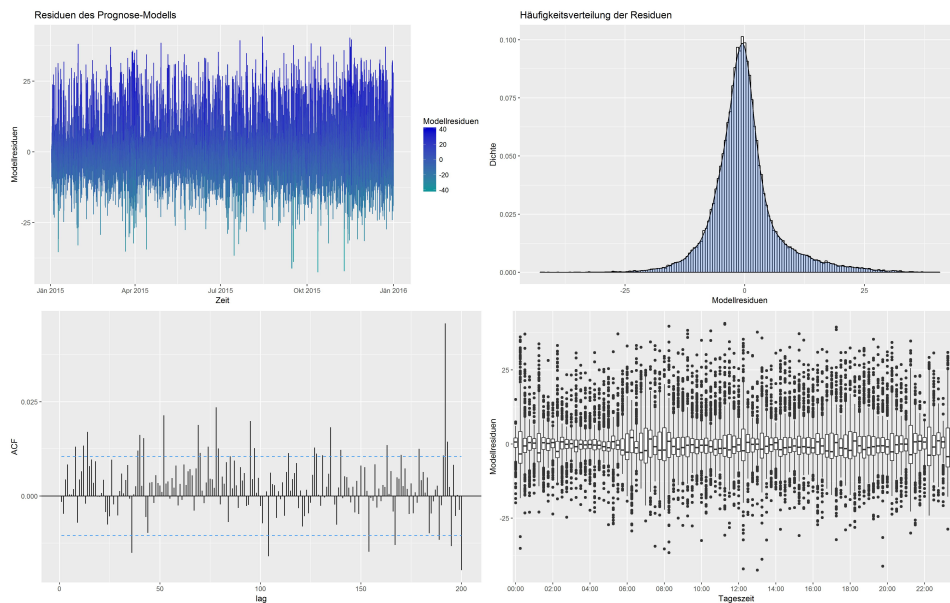 Residuen des Prognose-Modells
Modellresiduen
25
0
-25
Jän 2015
Apr 2015
Jul 2015
Okt 2015
Jän 2016
Zeit
Modellresiduen
40
20
0
-20
-40
Häufigkeitsverteilung der Residuen
Dichte
0.100
0.075
0.050
0.025
0.000
-25
0
25
Modellresiduen
ACF
0.025
0.000
0
50
100
150
200
lag
Modellresiduen
25
0
-25
00:00
02:00
04:00
06:00
08:00
10:00
12:00
14:00
16:00
18:00
20:00
22:00
Tageszeit